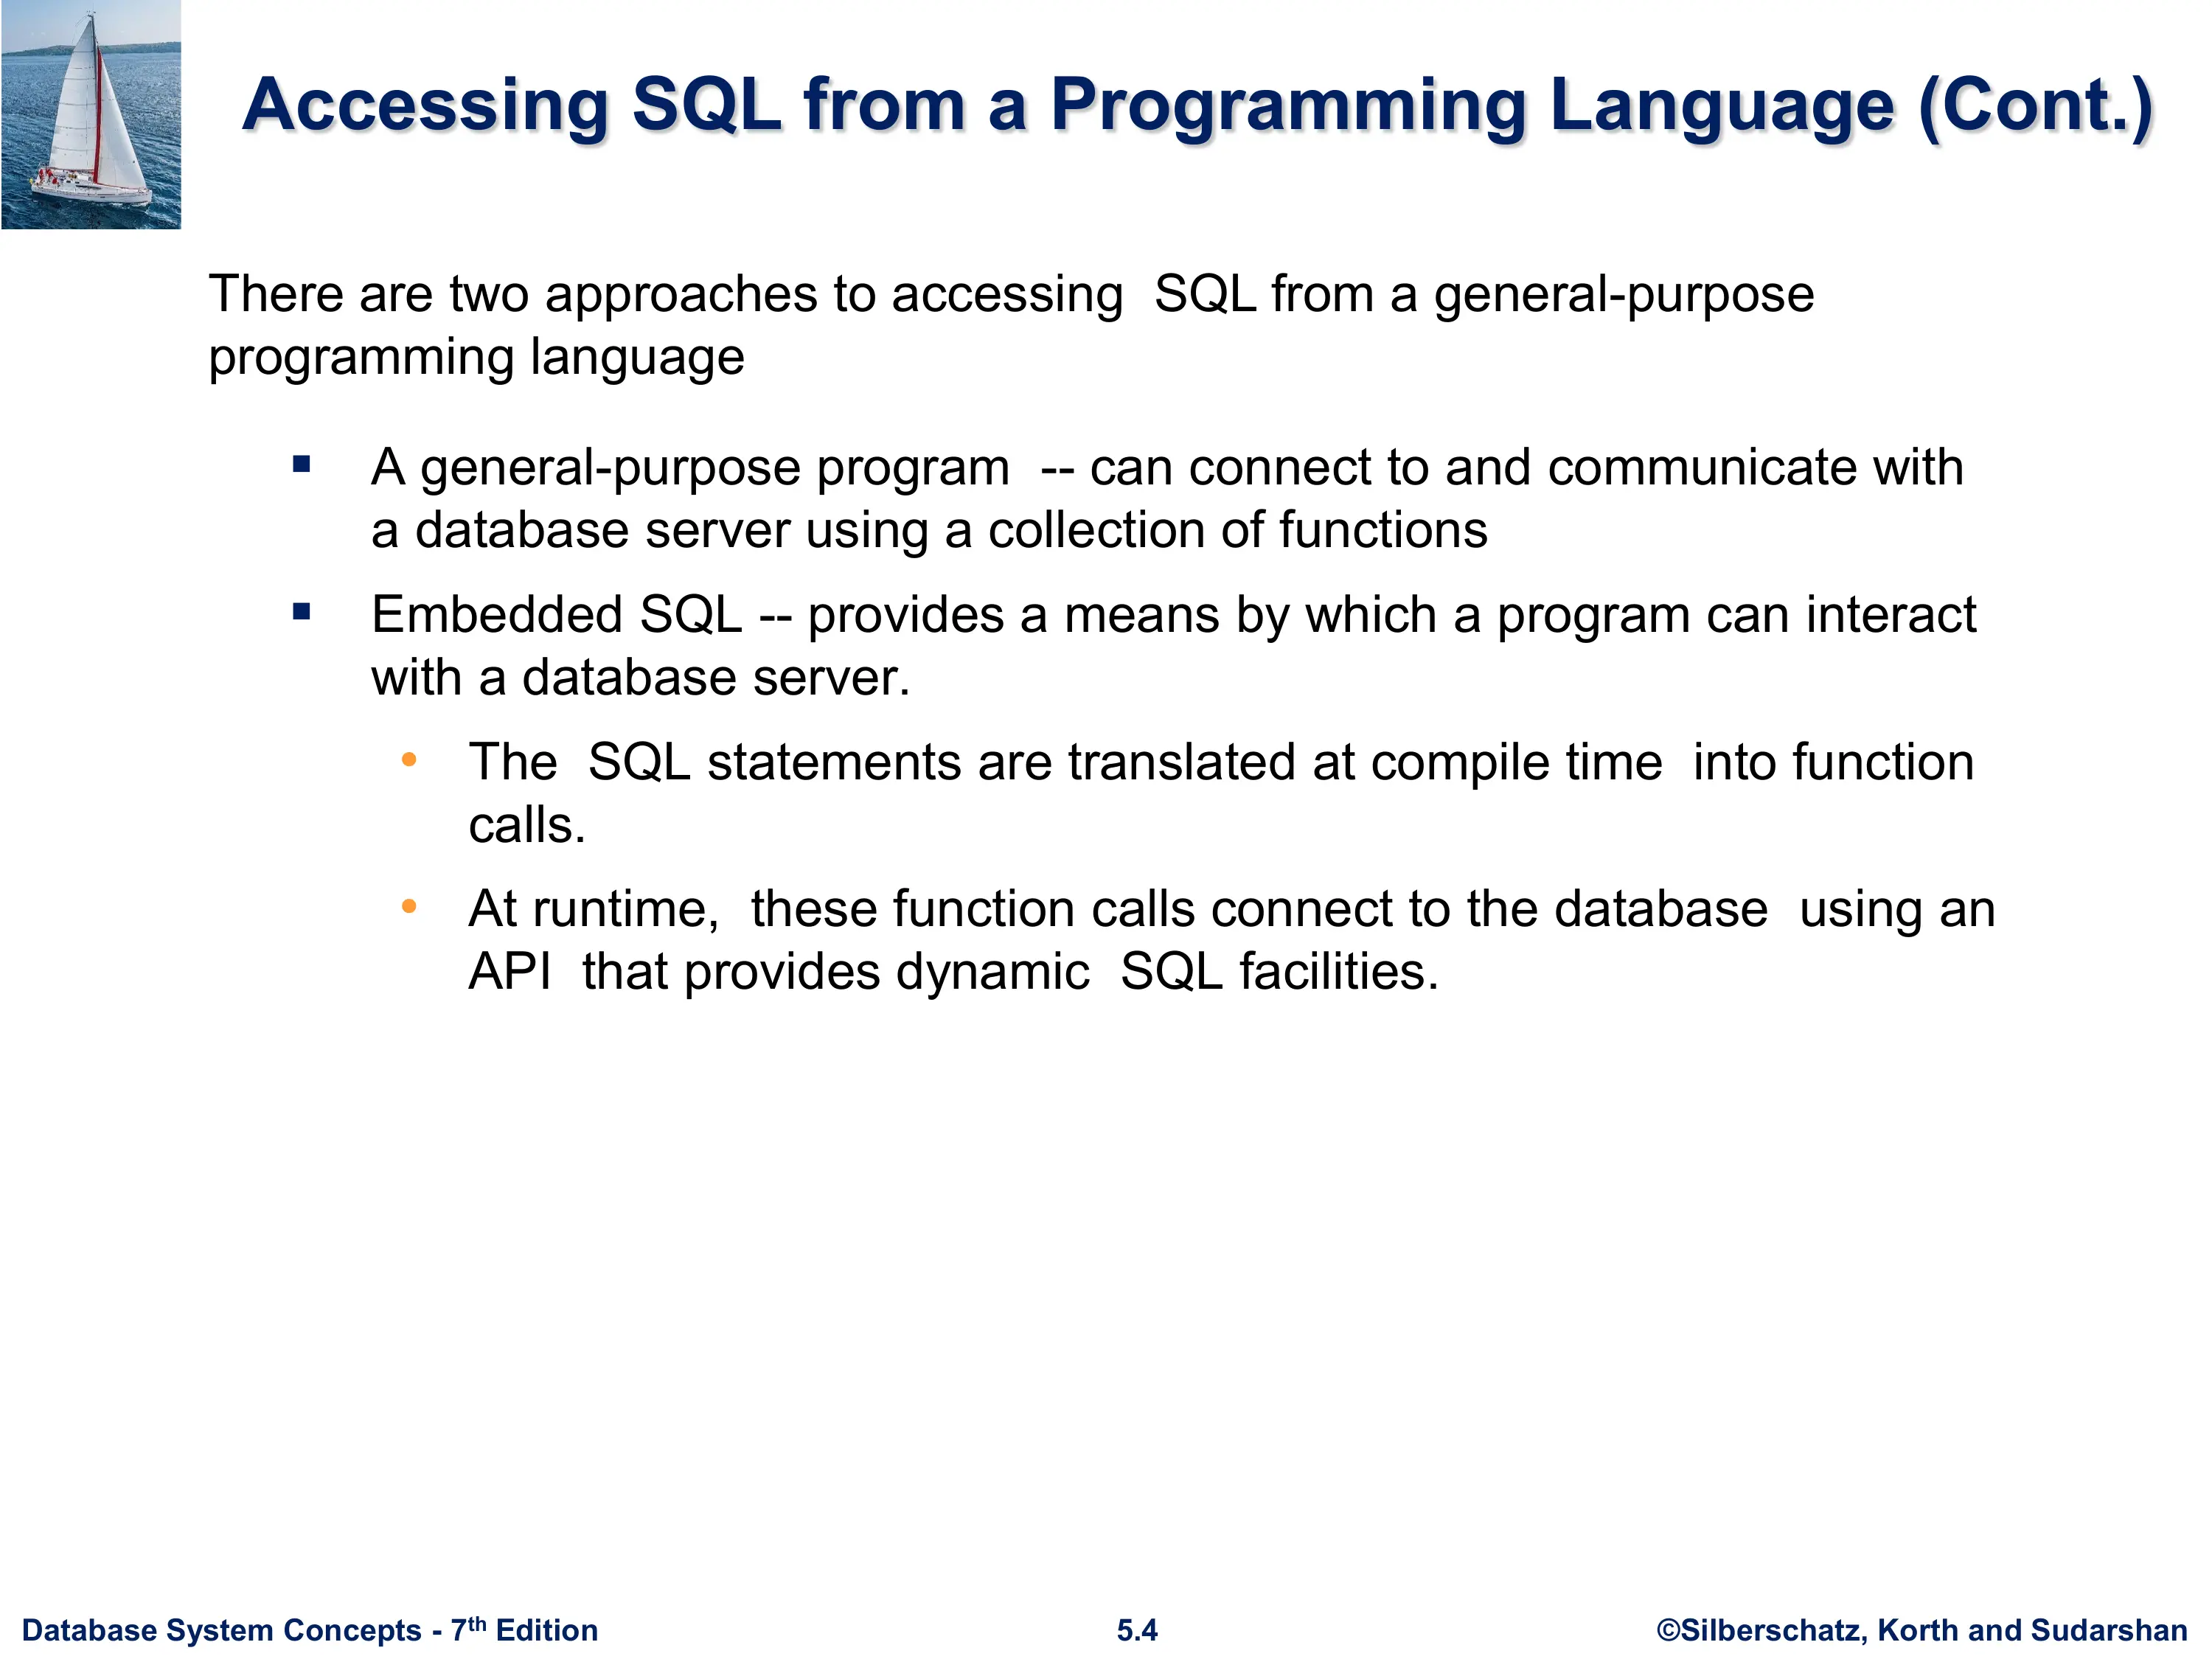 Accessing SQL from a Programming Language (Cont.)
There are two approaches to accessing  SQL from a general-purpose
programming language
▪ A general-purpose program  -- can connect to and communicate with
a database server using a collection of functions
▪ Embedded SQL -- provides a means by which a program can interact
with a database server.
• The  SQL statements are translated at compile time  into function
calls.
• At runtime,  these function calls connect to the database  using an
API  that provides dynamic  SQL facilities.
Database System Concepts - 7th Edition
5.4
©Silberschatz, Korth and Sudarshan